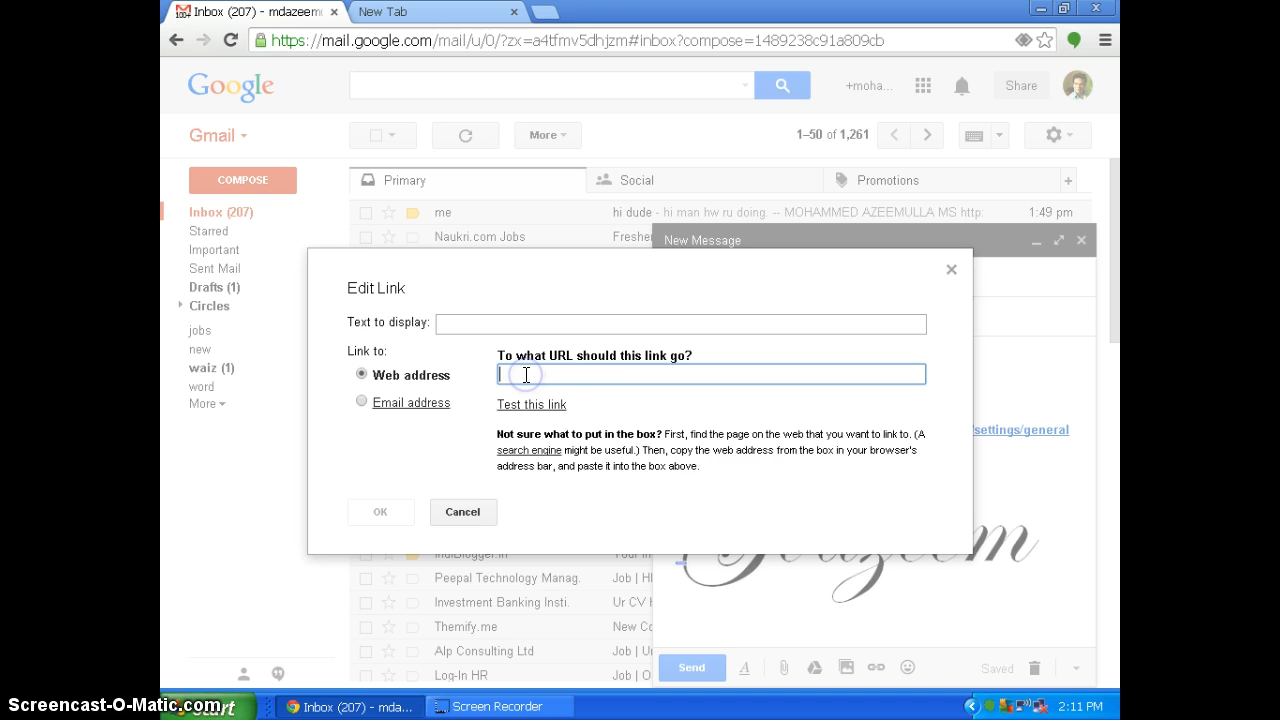 Inbox (207) - mdazeem
New Tab
https://mail.google.com/mail/u/0/?zx=a4tfmv5dhjzm#inbox?compose=1489238c91a809cb
Google
+moha...
Share
Gmail
More
1–50 of 1,261
COMPOSE
Primary
Social
Promotions
Inbox (207)
Starred
Important
Sent Mail
Drafts (1)
Circles
jobs
new
waiz (1)
word
More
me
hi dude - hi man hw ru doing. -- MOHAMMED AZEEMULLA MS http:
1:49 pm
Naukri.com Jobs
Fresher
New Message
Edit Link
Text to display:
Link to:
To what URL should this link go?
Web address
Email address
Test this link
Not sure what to put in the box? First, find the page on the web that you want to link to. (A
search engine might be useful.) Then, copy the web address from the box in your browser's
address bar, and paste it into the box above.
OK
Cancel
settings/general
Peepal Technology Manag.
Job | HI
Investment Banking Insti.
Ur CV h
Themify.me
New Co
Alp Consulting Ltd
Job | Lo
Log-In HR
Job | Ur
Send
Saved
Screencast-O-Matic.com
start
Inbox (207) - mda...
Screen Recorder
2:11 PM